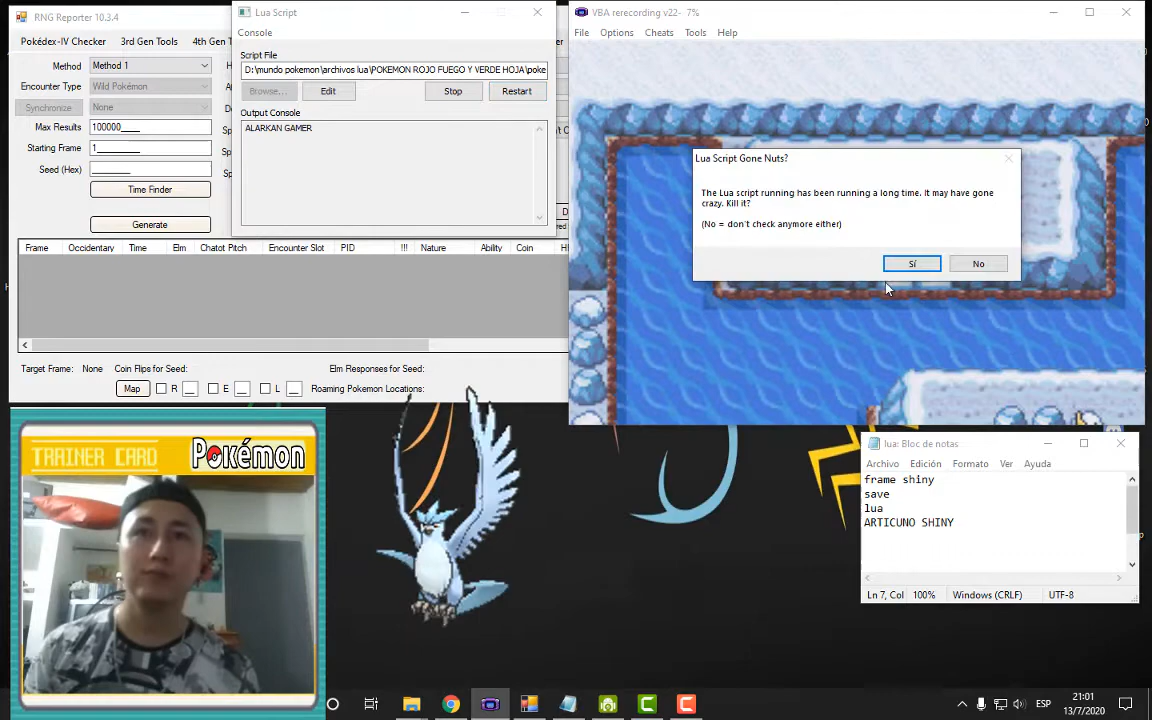 RNG Reporter 10.3.4
Pokédex-IV Checker 3rd Gen Tools 4th Gen
Method Method 1
Encounter Type Wild Pokémon
Synchronize None
Max Results 100000____
Starting Frame 1________
Seed (Hex) ________
Time Finder
Generate
Frame Occidentary Time Elm Chatot Pitch Encounter Slot PID !!! Nature Ability Coin
Target Frame: None Coin Flips for Seed: Elm Responses for Seed:
Map R E L Roaming Pokemon Locations:
Lua Script
Console
Script File
D:\mundo pokemon\archivos lua\POKEMON ROJO FUEGO Y VERDE HOJA\poke
Browse... Edit Stop Restart
Output Console
ALARKAN GAMER
VBA rerecording v22- 7%
File Options Cheats Tools Help
Lua Script Gone Nuts?
The Lua script running has been running a long time. It may have gone
crazy. Kill it?
(No = don't check anymore either)
Sí No
lua: Bloc de notas
Archivo Edición Formato Ver Ayuda
frame shiny
save
lua
ARTICUNO SHINY
Ln 7, Col 100% Windows (CRLF) UTF-8
TRAINER CARD Pokémon
ESP
21:01
13/7/2020